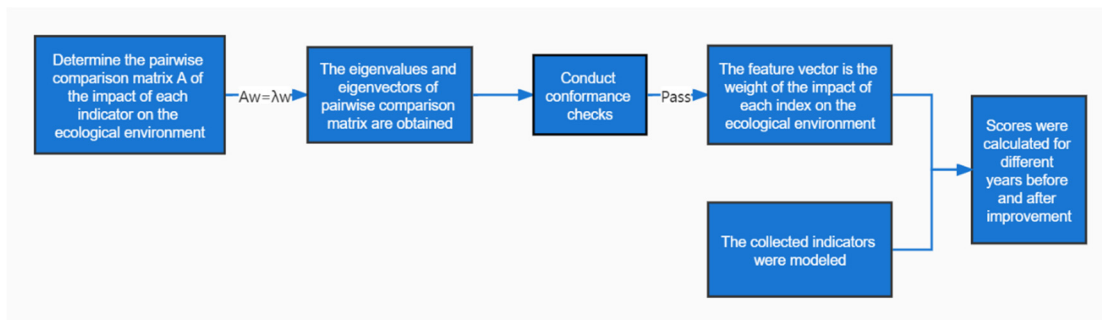 Determine the pairwise
comparison matrix A of
the impact of each
indicator on the
ecological environment
Aw=λw
The eigenvalues and
eigenvectors of
pairwise comparison
matrix are obtained
Conduct
conformance
checks
Pass
The feature vector is the
weight of the impact of
each index on the
ecological environment
The collected indicators
were modeled
Scores were
calculated for
different
years before
and after
improvement